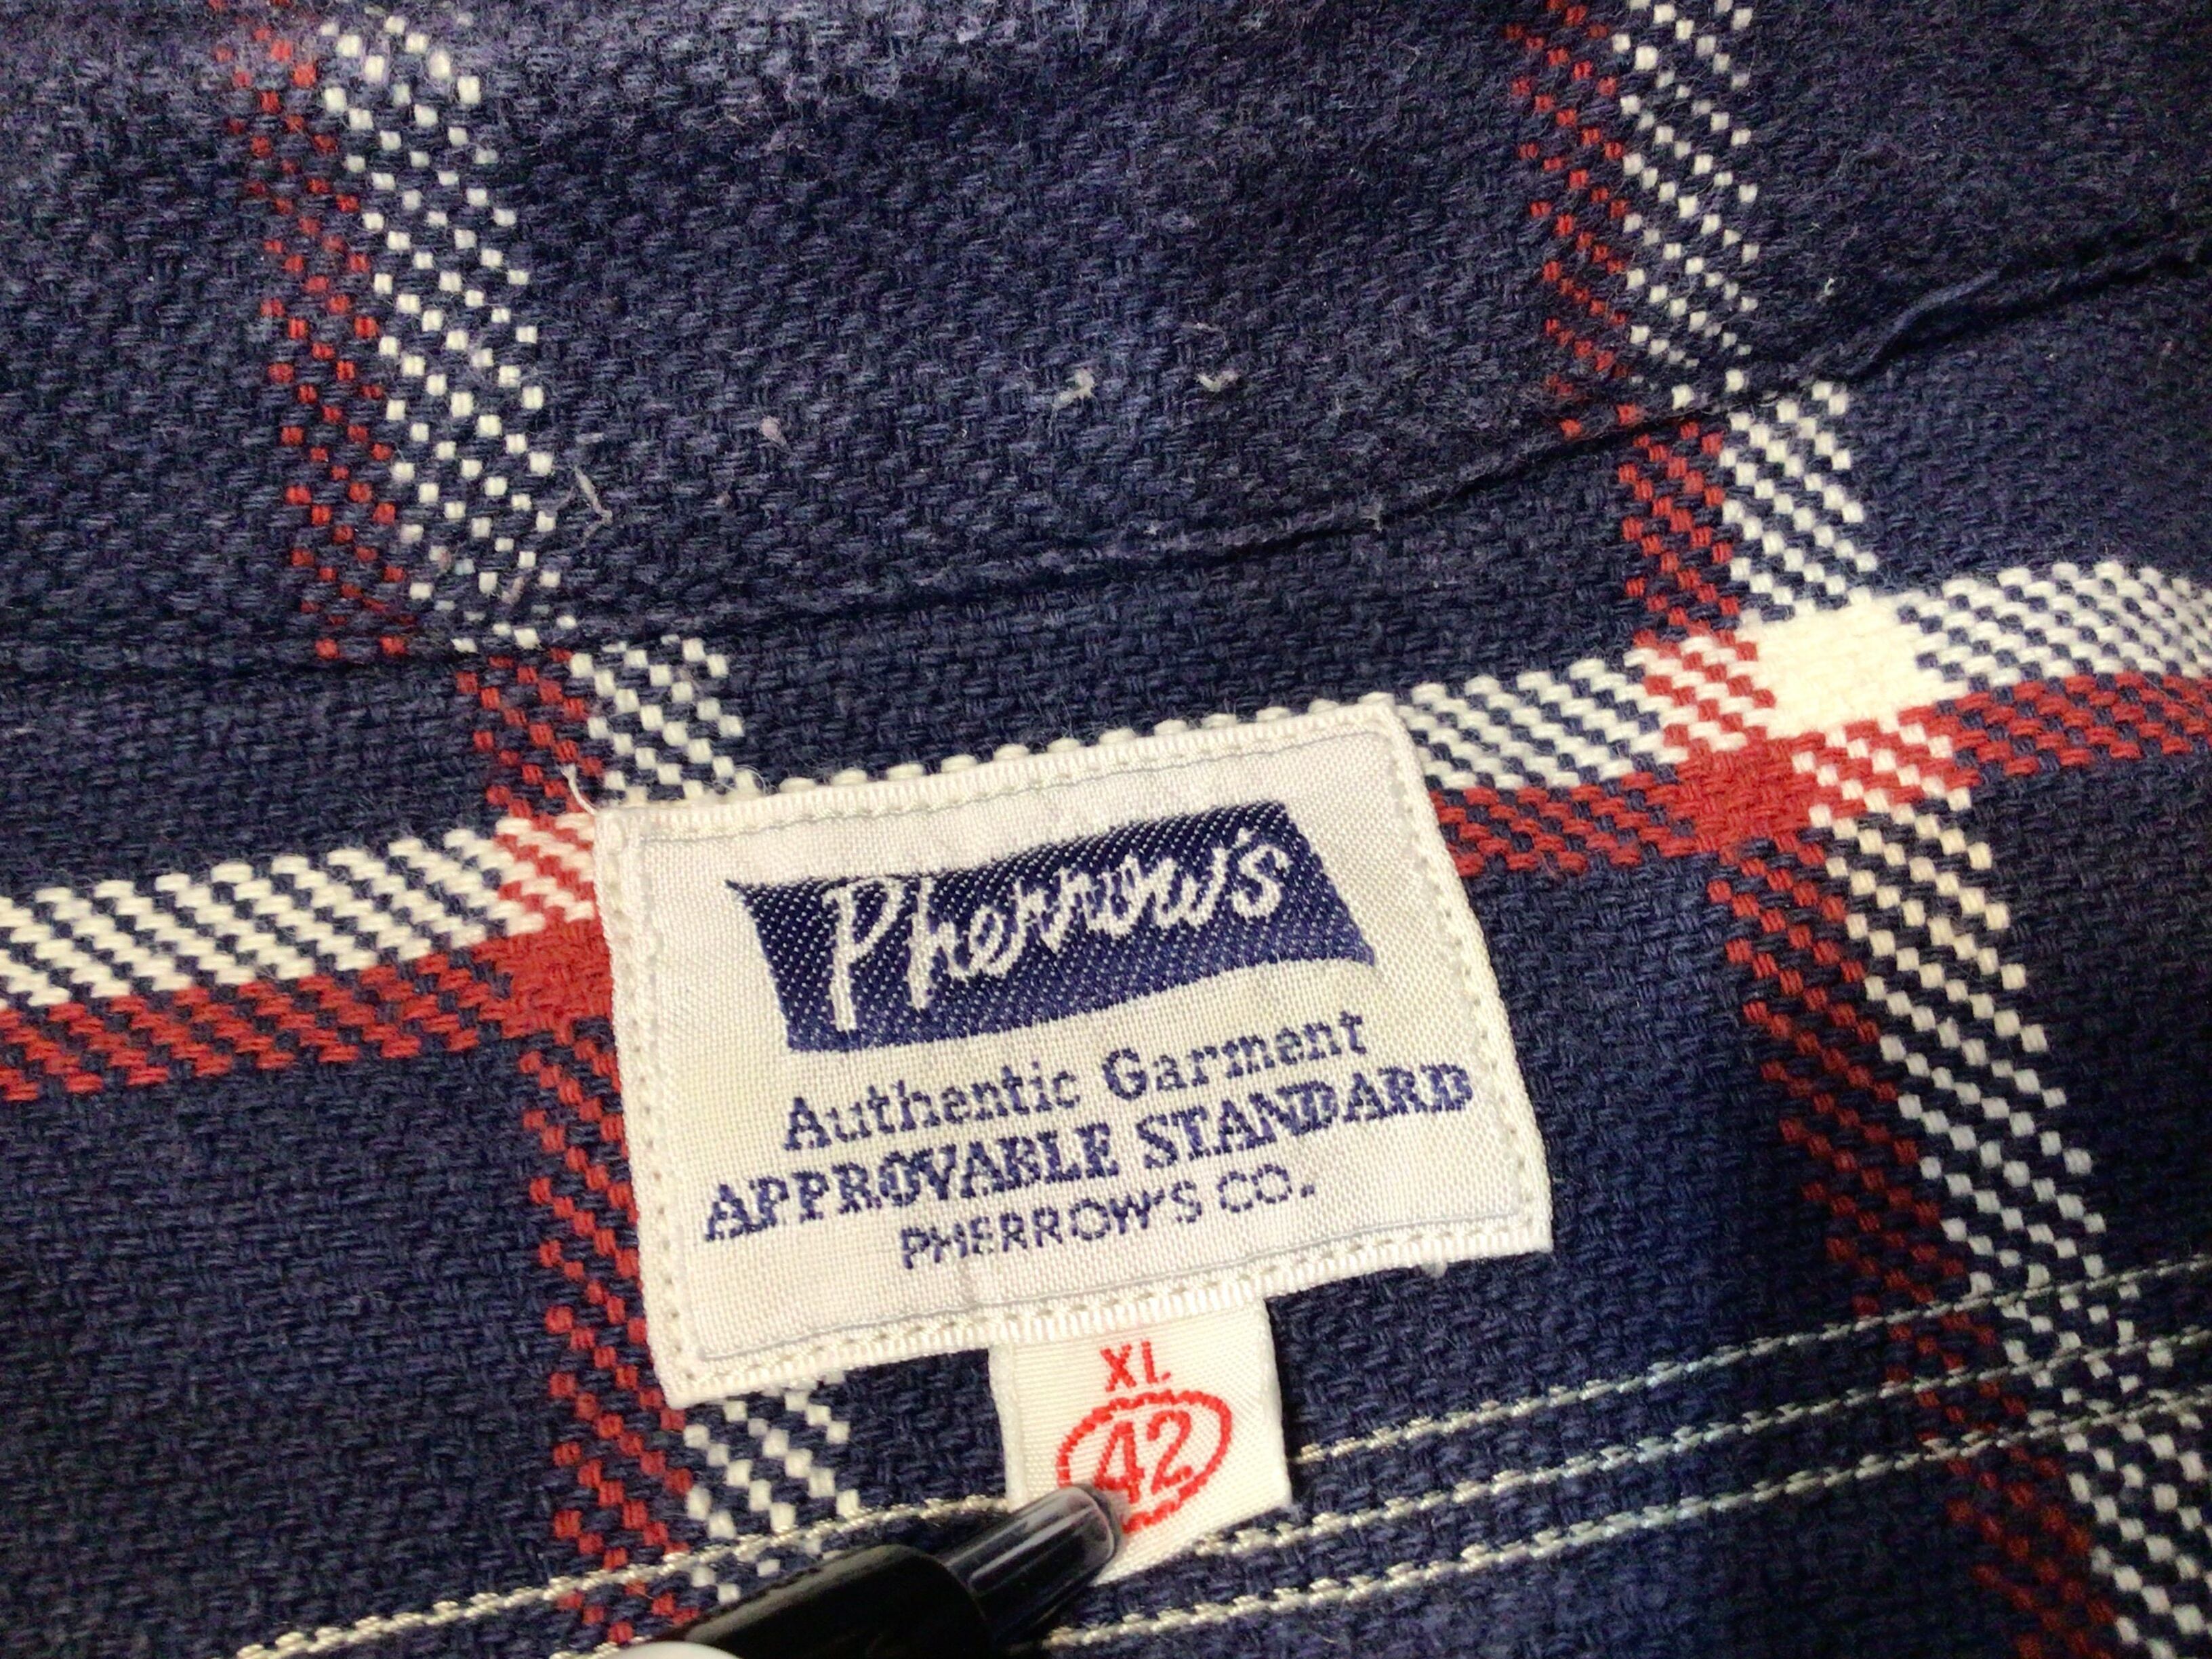 Pherrow's
Authentic Garment
APPROVABLE STANDARD
PHERROW'S CO.
XL
42